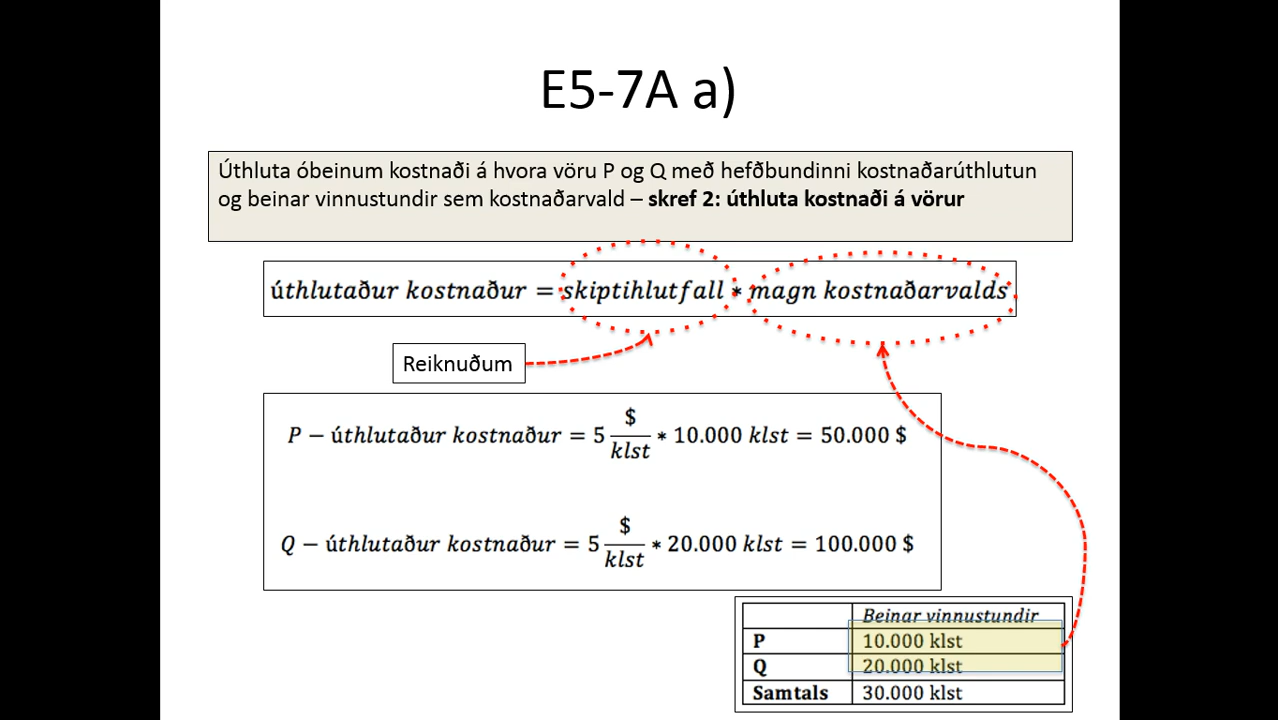 E5-7A a)
Úthluta óbeinum kostnaði á hvora vöru P og Q með hefðbundinni kostnaðarúthlutun
og beinar vinnustundir sem kostnaðarvald – skref 2: úthluta kostnaði á vörur
úthlutaður kostnaður = skiptihlutfall * magn kostnaðarvalds
Reiknuðum
P − úthlutaður kostnaður = 5 $/klst * 10.000 klst = 50.000 $
Q − úthlutaður kostnaður = 5 $/klst * 20.000 klst = 100.000 $
Beinar vinnustundir
P 10.000 klst
Q 20.000 klst
Samtals 30.000 klst